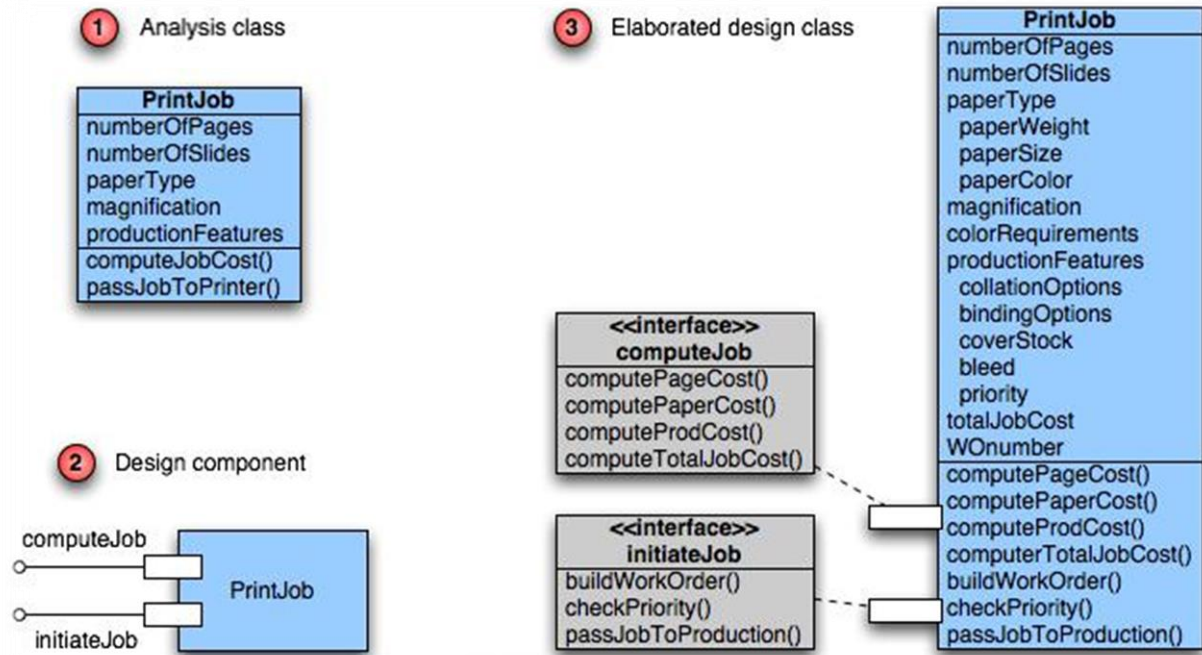 1 Analysis class
PrintJob
numberOfPages
numberOfSlides
paperType
magnification
productionFeatures
computeJobCost()
passJobToPrinter()
2 Design component
computeJob
PrintJob
initiateJob
3 Elaborated design class
<<interface>>
computeJob
computePageCost()
computePaperCost()
computeProdCost()
computeTotalJobCost()
<<interface>>
initiateJob
buildWorkOrder()
checkPriority()
passJobToProduction()
PrintJob
numberOfPages
numberOfSlides
paperType
paperWeight
paperSize
paperColor
magnification
colorRequirements
productionFeatures
collationOptions
bindingOptions
coverStock
bleed
priority
totalJobCost
WOnumber
computePageCost()
computePaperCost()
computeProdCost()
computerTotalJobCost()
buildWorkOrder()
checkPriority()
passJobToProduction()